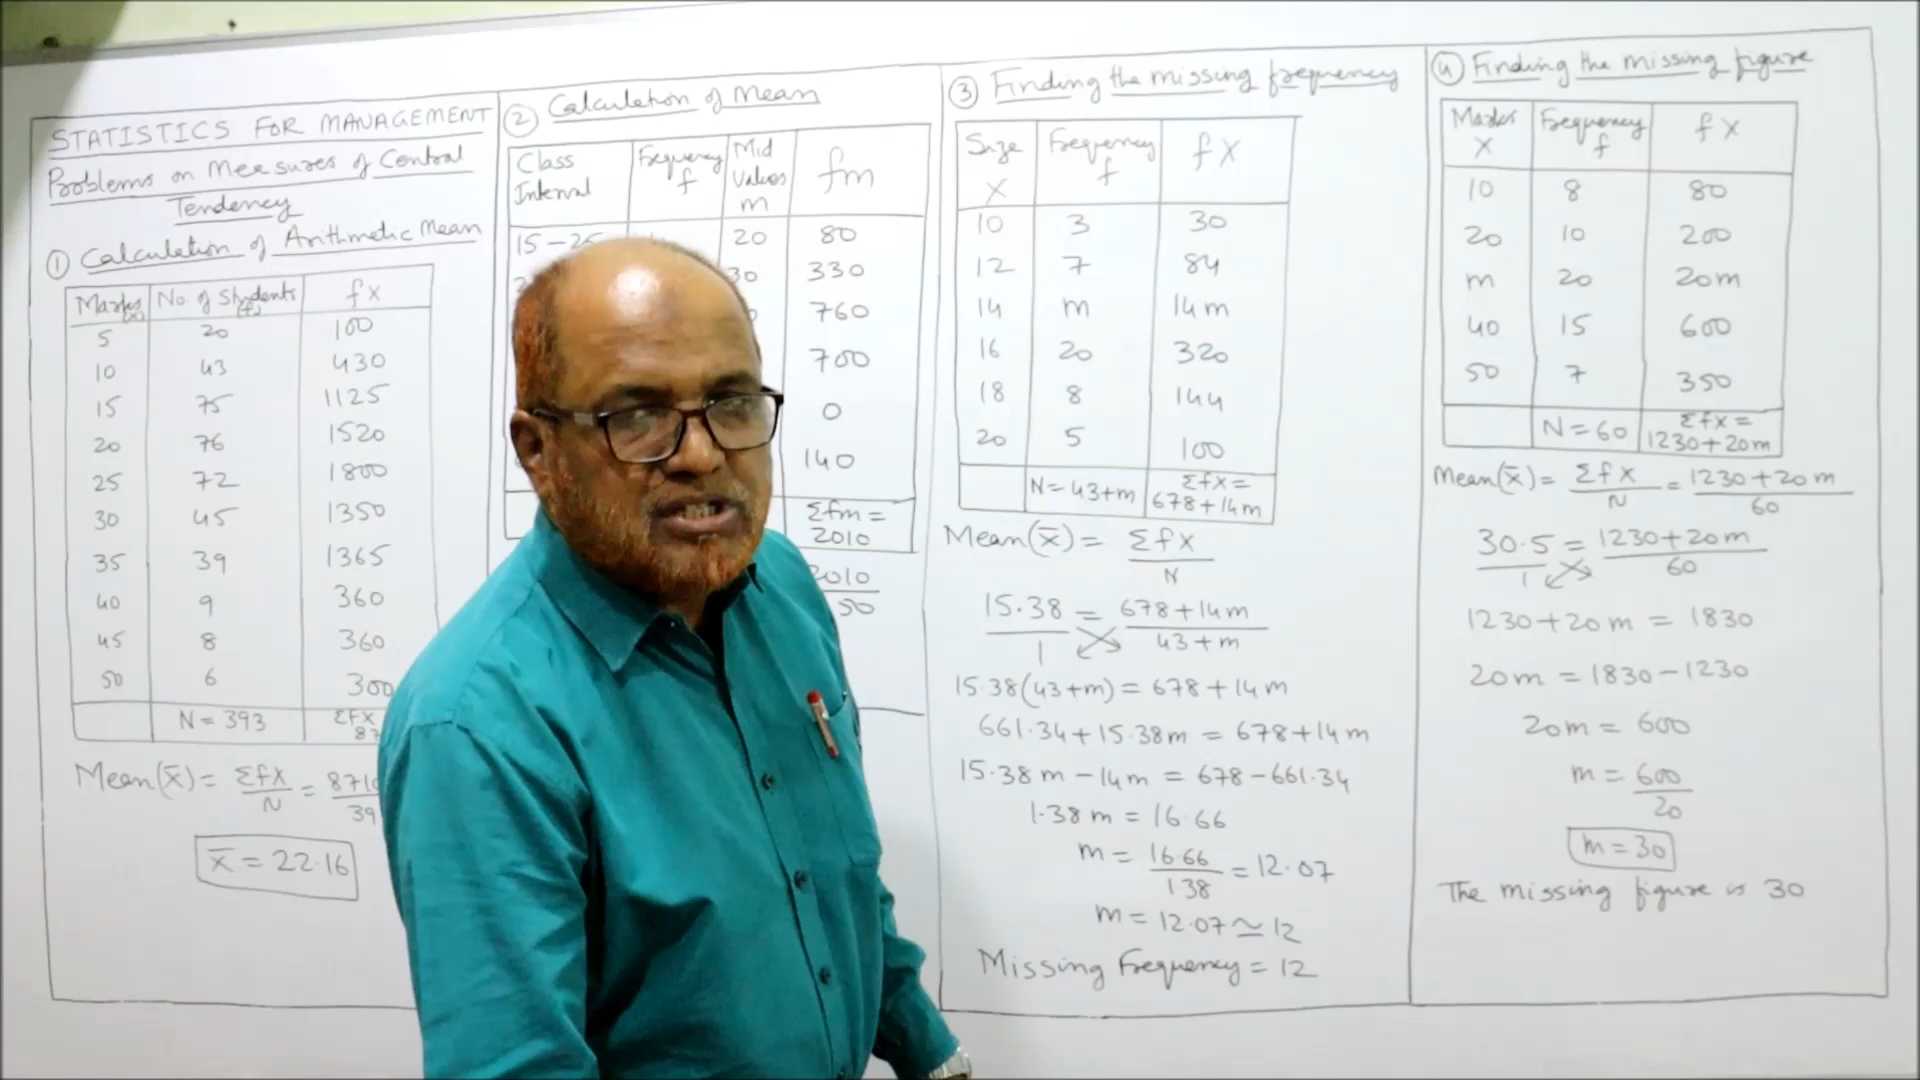 STATISTICS FOR MANAGEMENT
Problems on Measures of Central
Tendency
① Calculation of Arithmetic Mean
Marks (x) No. of Students (f) fx
5 20 100
10 43 430
15 75 1125
20 76 1520
25 72 1800
30 45 1350
35 39 1365
40 9 360
45 8 360
50 6 300
N = 393 Σfx
87
Mean(x̅) = Σfx/N = 8710/39
x̅ = 22.16
② Calculation of Mean
Class Interval Frequency f Mid Values m fm
15-25 20 80
30 330
760
700
0
140
Σfm =
2010
2010/50
③ Finding the missing frequency
Size X Frequency f fX
10 3 30
12 7 84
14 m 14m
16 20 320
18 8 144
20 5 100
N = 43+m Σfx =
678+14m
Mean(x̅) = Σfx/N
15.38/1 = 678+14m/43+m
15.38(43+m) = 678+14m
661.34+15.38m = 678+14m
15.38m - 14m = 678-661.34
1.38m = 16.66
m = 16.66/1.38 = 12.07
m = 12.07 ≃ 12
Missing Frequency = 12
④ Finding the missing figure
Marks X Frequency f fX
10 8 80
20 10 200
m 20 20m
40 15 600
50 7 350
N = 60 Σfx =
1230+20m
Mean(x̅) = Σfx/N = 1230+20m/60
30.5/1 = 1230+20m/60
1230+20m = 1830
20m = 1830-1230
20m = 600
m = 600/20
m = 30
The missing figure is 30